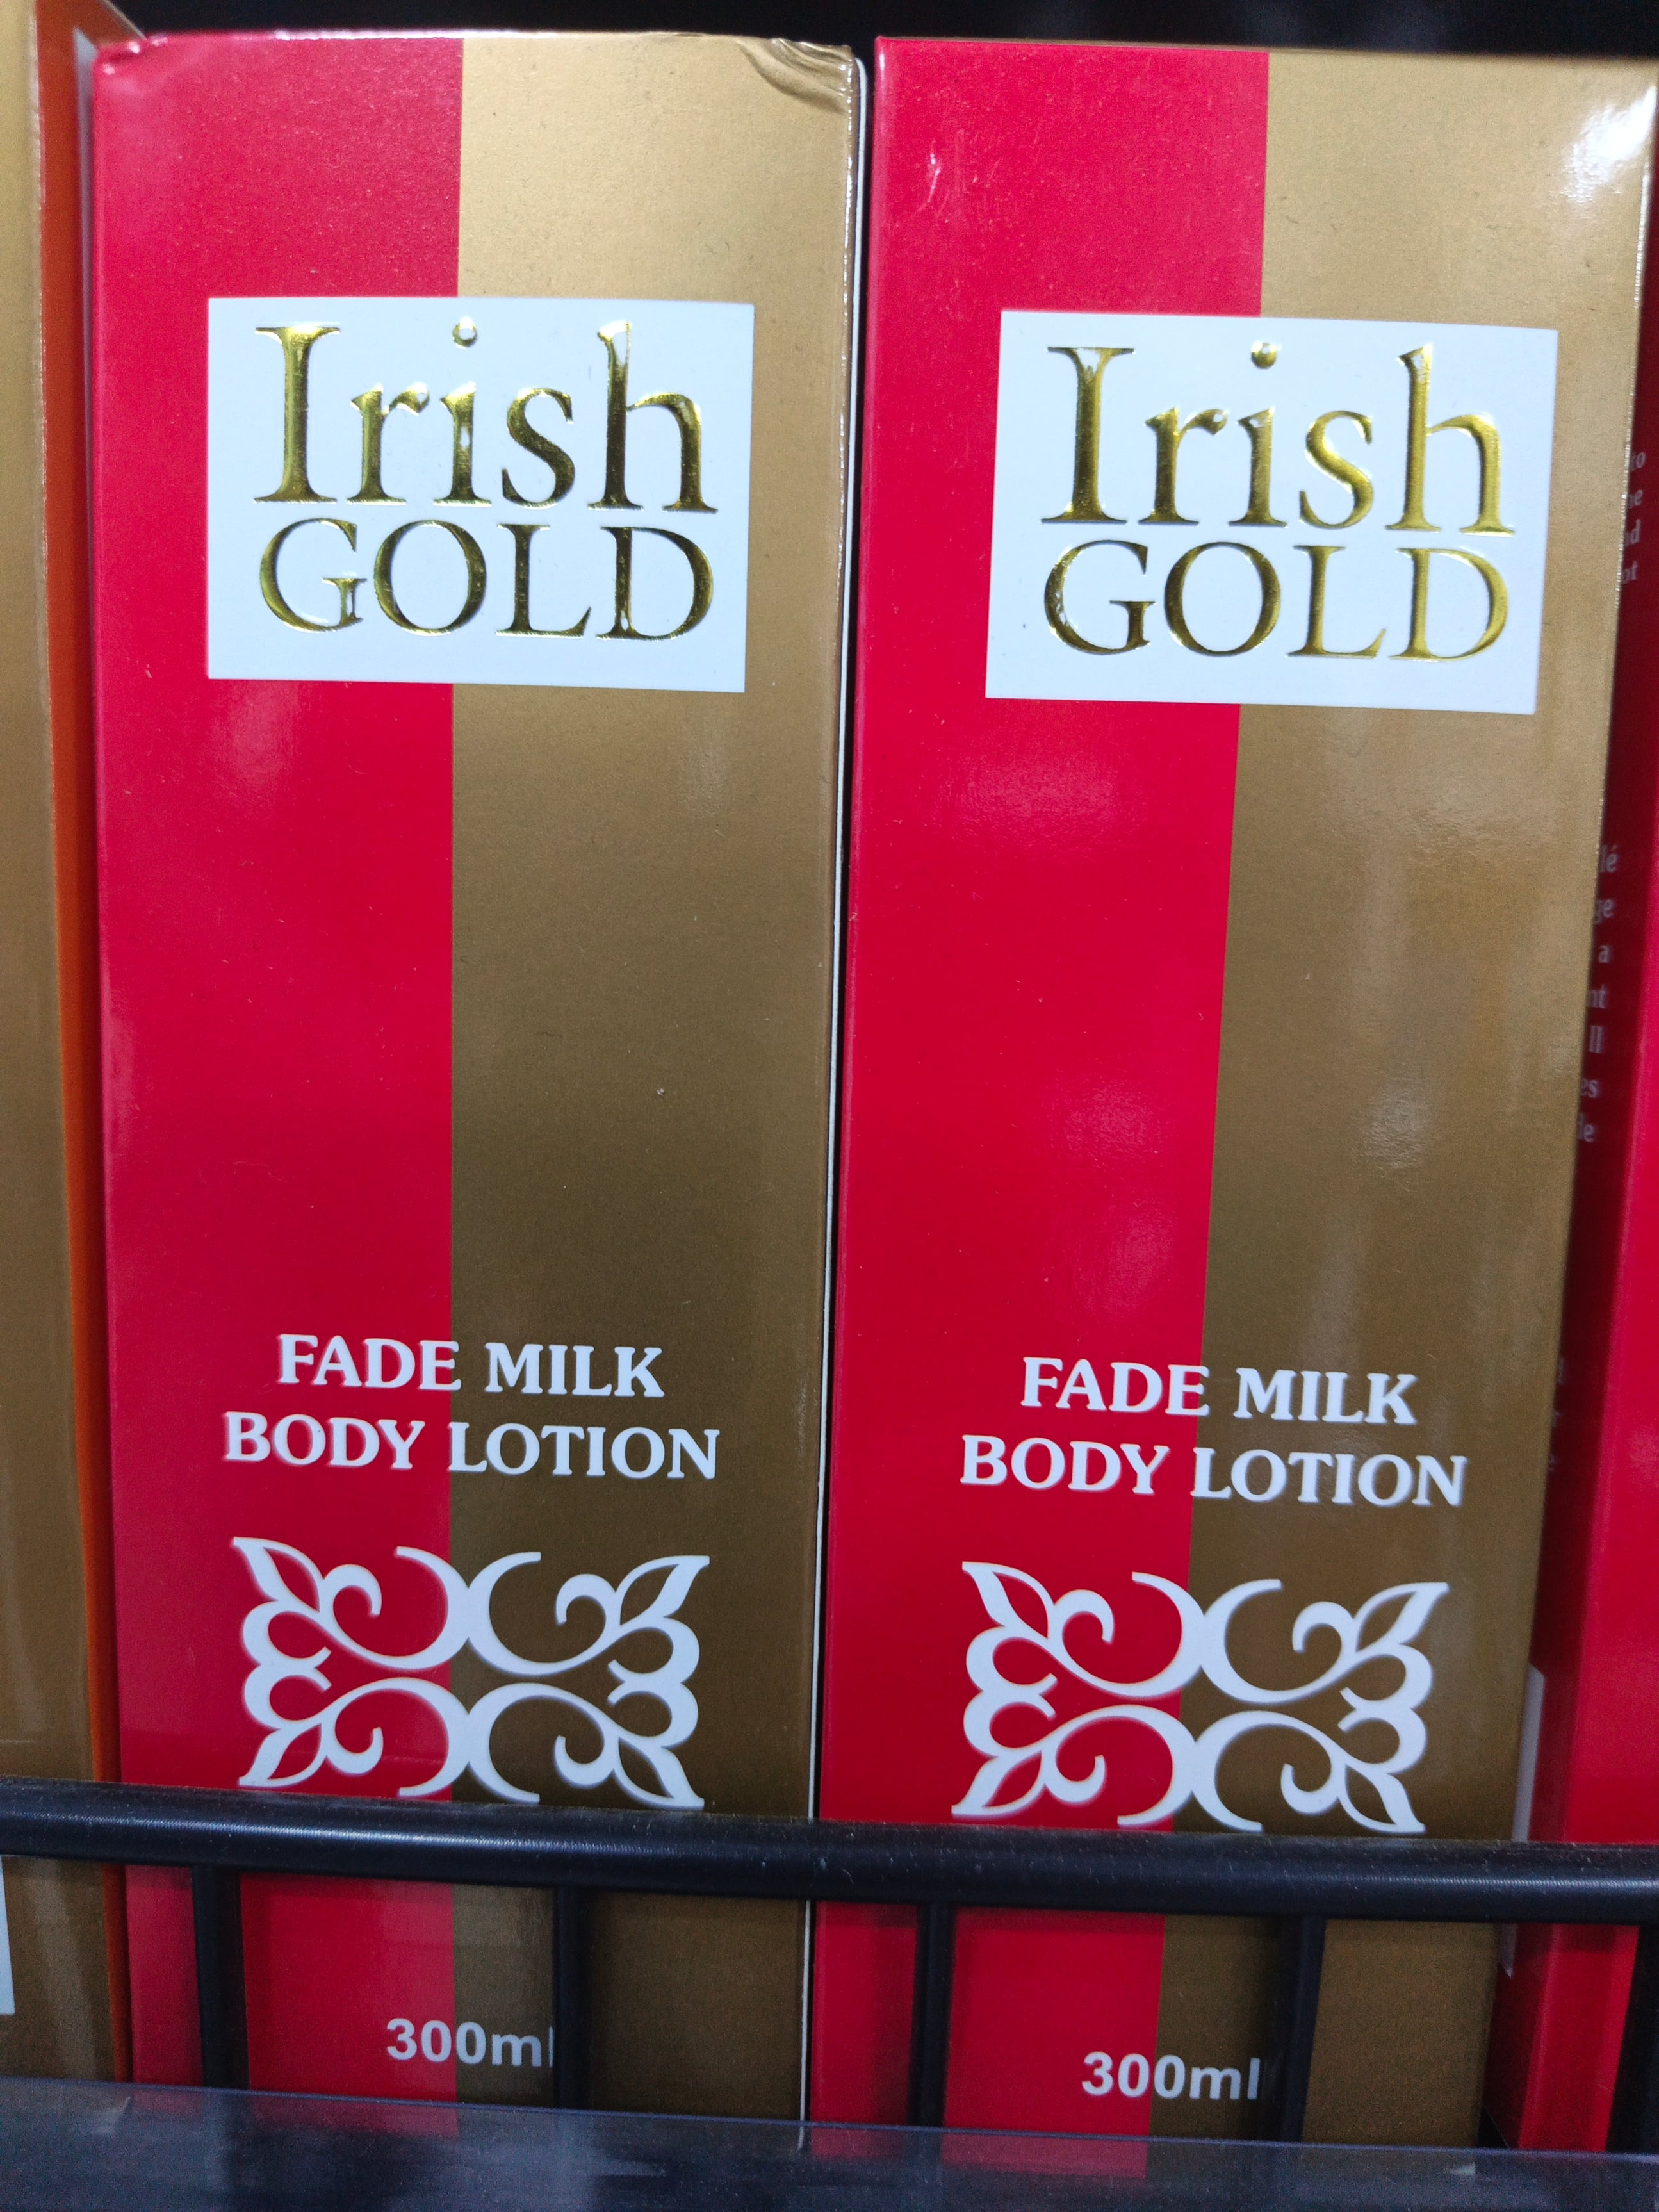 Irish
GOLD
FADE MILK
BODY LOTION
300ml
Irish
GOLD
FADE MILK
BODY LOTION
300ml